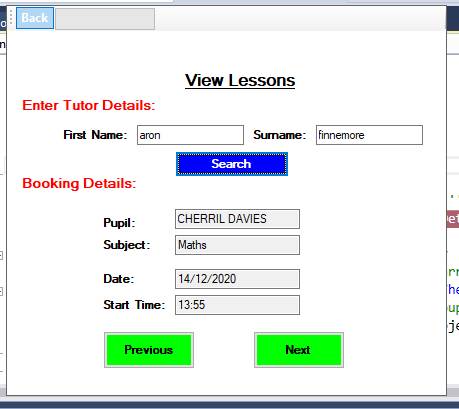 Back
View Lessons
Enter Tutor Details:
First Name: aron Surname: finnemore
Search
Booking Details:
Pupil: CHERRIL DAVIES
Subject: Maths
Date: 14/12/2020
Start Time: 13:55
Previous Next